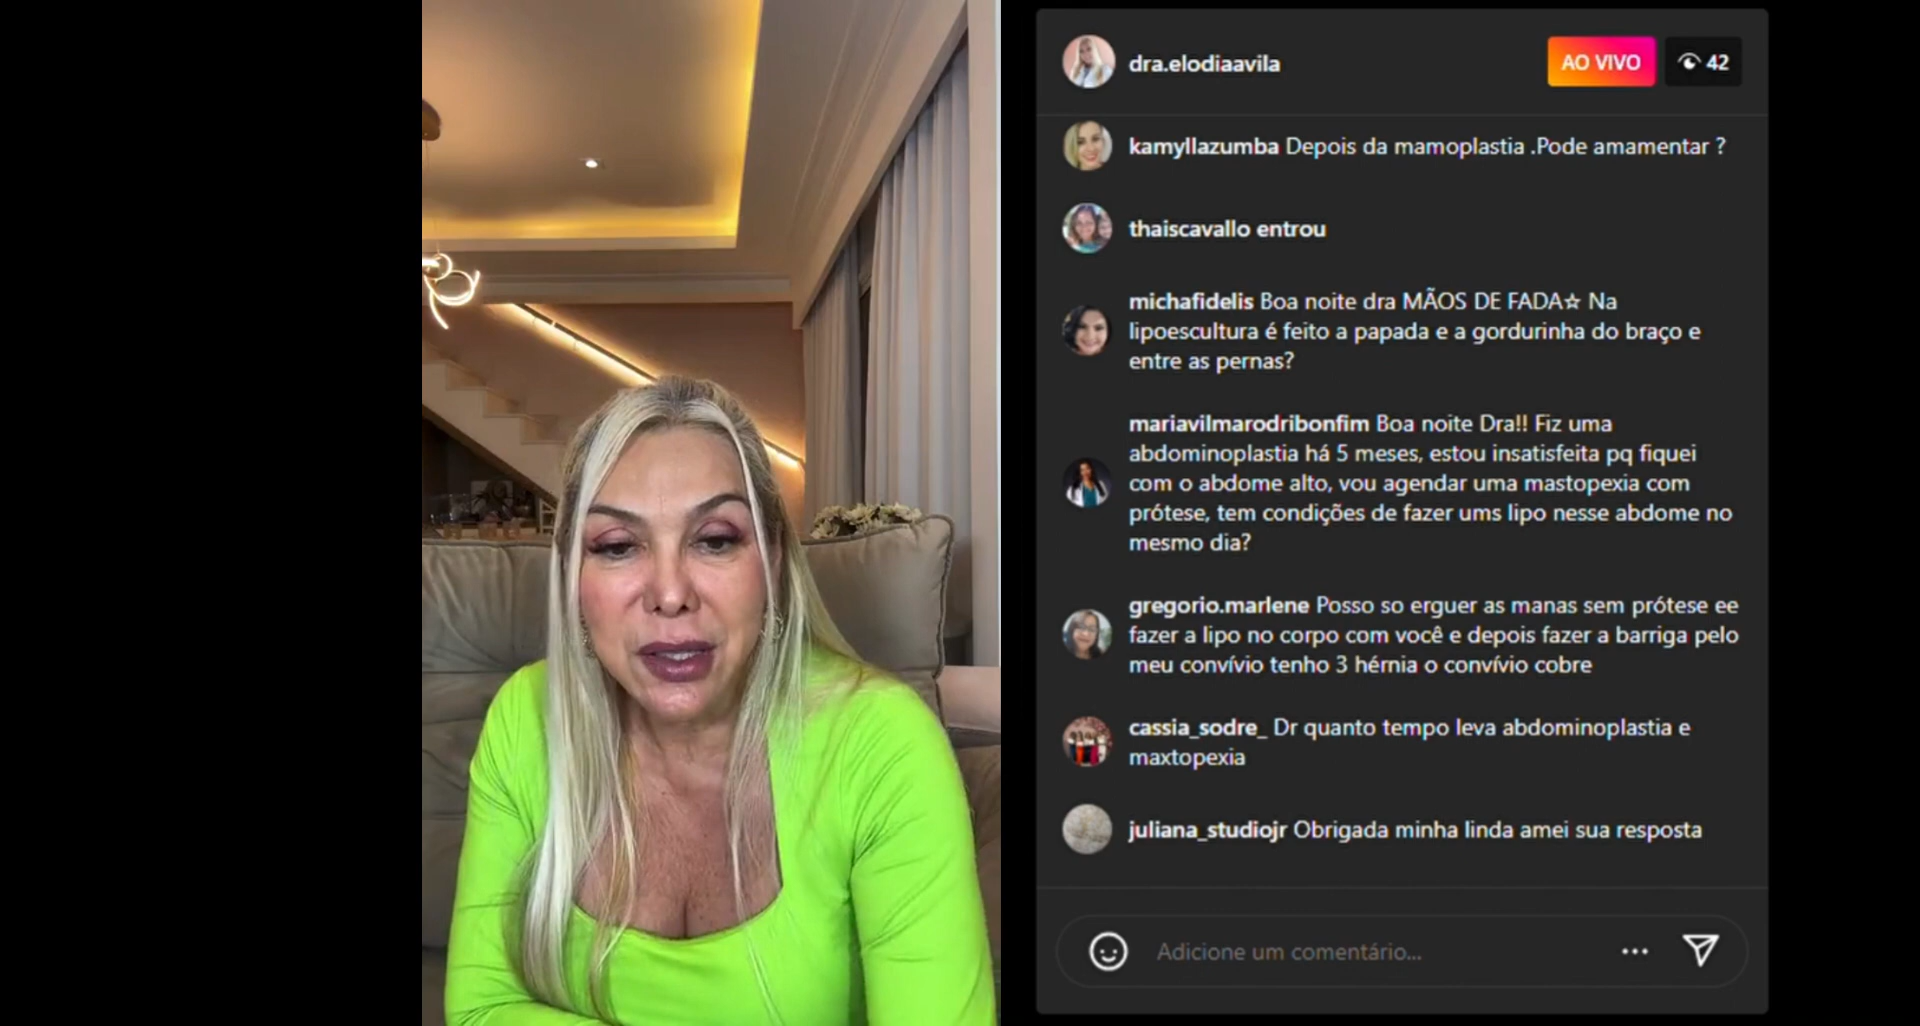 dra.elodiaavila
AO VIVO
42
kamyllazumba Depois da mamoplastia .Pode amamentar ?
thaiscavallo entrou
michafidelis Boa noite dra MÃOS DE FADA☆ Na
lipoescultura é feito a papada e a gordurinha do braço e
entre as pernas?
mariavilmarodribonfim Boa noite Dra!! Fiz uma
abdominoplastia há 5 meses, estou insatisfeita pq fiquei
com o abdome alto, vou agendar uma mastopexia com
prótese, tem condições de fazer ums lipo nesse abdome no
mesmo dia?
gregorio.marlene Posso so erguer as manas sem prótese ee
fazer a lipo no corpo com você e depois fazer a barriga pelo
meu convívio tenho 3 hérnia o convívio cobre
cassia_sodre_ Dr quanto tempo leva abdominoplastia e
maxtopexia
juliana_studiojr Obrigada minha linda amei sua resposta
Adicione um comentário...